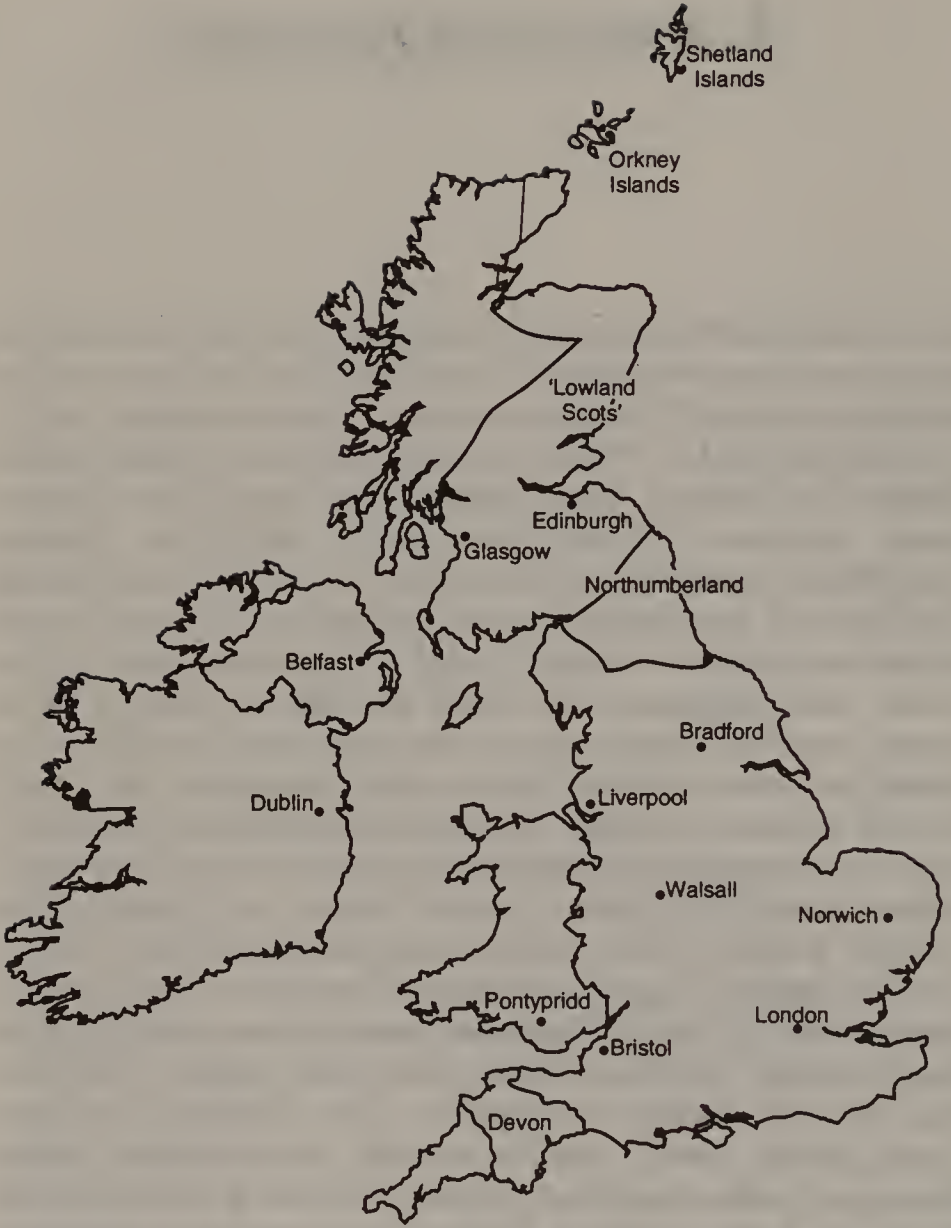 Shetland
Islands
Orkney
Islands
'Lowland
Scots'
Edinburgh
Glasgow
Northumberland
Belfast
Bradford
Dublin
Liverpool
Walsall
Norwich
Pontypridd
London
Bristol
Devon